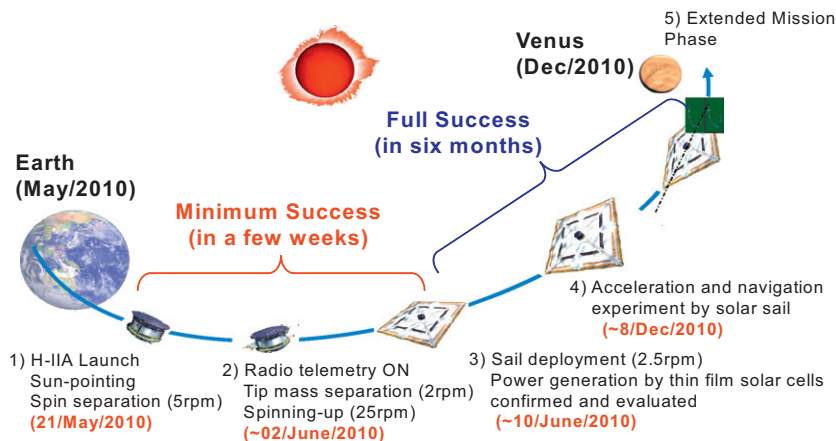 5) Extended Mission
Phase
Venus
(Dec/2010)
Full Success
(in six months)
Earth
(May/2010)
Minimum Success
(in a few weeks)
4) Acceleration and navigation
experiment by solar sail
(~8/Dec/2010)
1) H-IIA Launch
Sun-pointing
Spin separation (5rpm)
(21/May/2010)
2) Radio telemetry ON
Tip mass separation (2rpm)
Spinning-up (25rpm)
(~02/June/2010)
3) Sail deployment (2.5rpm)
Power generation by thin film solar cells
confirmed and evaluated
(~10/June/2010)